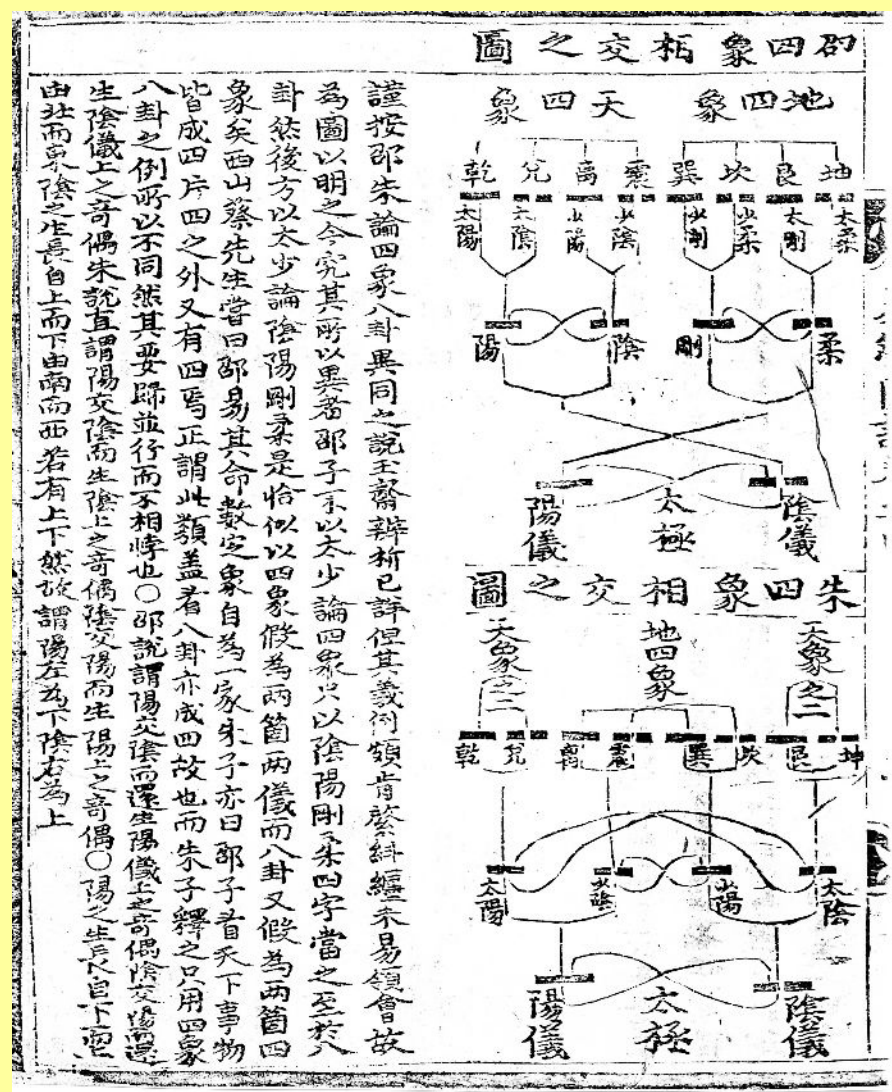 邵四象相交之圖
地四象
天四象
坤 艮 坎 巽 震 离 兌 乾
太柔 太剛 少柔 少剛 少陰 少陽 太陰 太陽
柔 剛 陰 陽
陰儀 太極 陽儀
朱四象相交之圖
天象之二
地四象
天象之二
坤 艮 坎 巽 震 离 兌 乾
太陰 少陽 少陰 太陽
陰儀 太極 陽儀
謹按邵朱論四象八卦異同之說玉齋辨析已詳但其義例頗肯綮紏纏未易領會故
為圖以明之今究其所以異者邵子不以太少論四象只以陰陽剛柔四字當之至於八
卦然後方以太少論陰陽剛柔是恰似以四象假為兩箇兩儀而八卦又假為兩箇四
象矣西山蔡先生嘗曰邵易其命數定象自為一家朱子亦曰邵子看天下事物
皆成四片四之外又有四焉正謂此類盖看八卦亦成四故也而朱子釋之只用四象
八卦之例所以不同然其要歸並行而不相悖也○邵說謂陽交陰而還生陽儀上之奇偶陰交陽而還
生陰儀上之奇偶朱說直謂陽交陰而生陰上之奇偶陰交陽而生陽上之奇偶○陽之生長自下而上
由北而東陰之生長自上而下由南而西若有上下然故謂陽左為下陰右為上